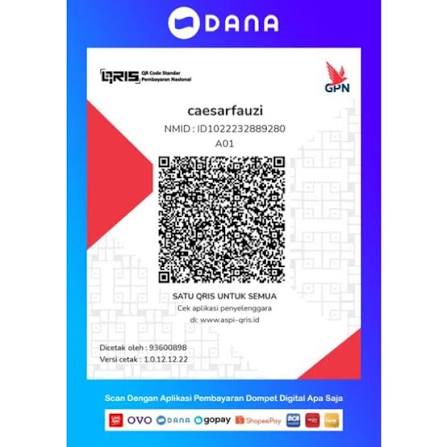 DANA
QRIS QR Code Standar
Pembayaran Nasional
GPN
caesarfauzi
NMID : ID1022232889280
A01
SATU QRIS UNTUK SEMUA
Cek aplikasi penyelenggara
di: www.aspi-qris.id
Dicetak oleh : 93600898
Versi cetak : 1.0.12.12.22
Scan Dengan Aplikasi Pembayaran Dompet Digital Apa Saja
OVO DANA gopay ShopeePay BCA